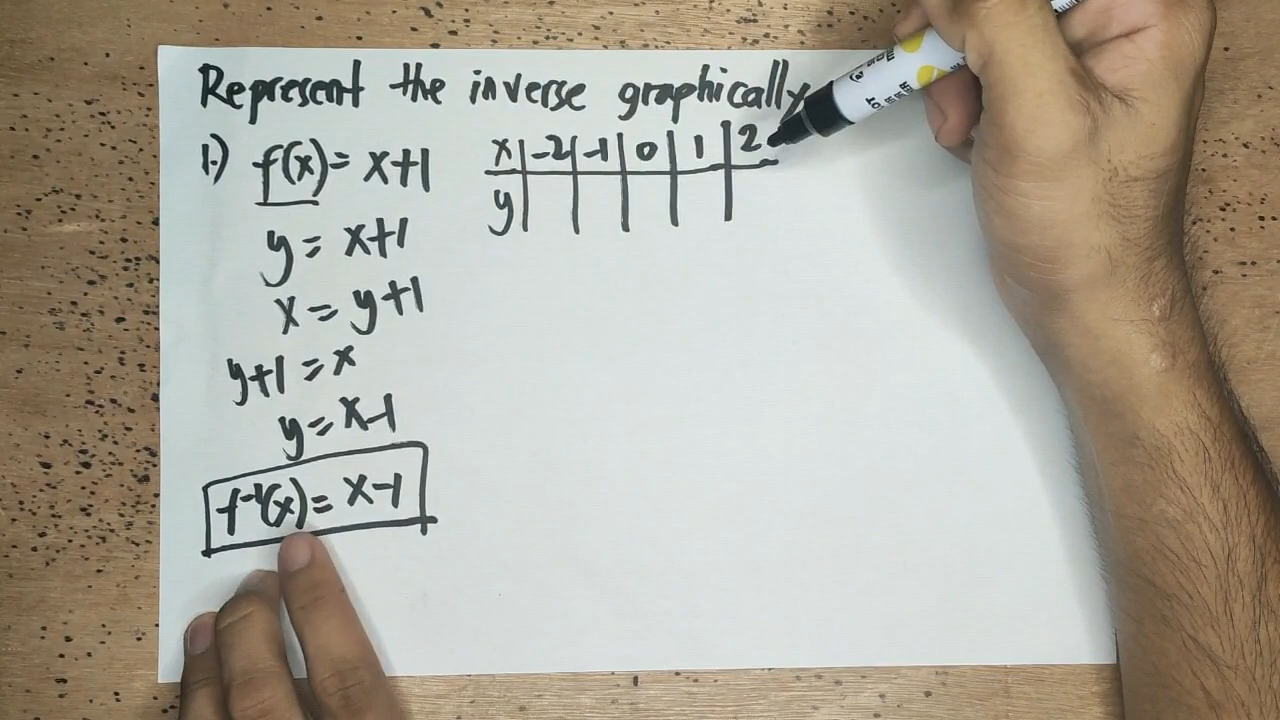 Represent the inverse graphically
1.) f(x) = x+1
y = x+1
x = y+1
y+1 = x
y = x-1
f⁻¹(x) = x-1
x | -2 | -1 | 0 | 1 | 2
y